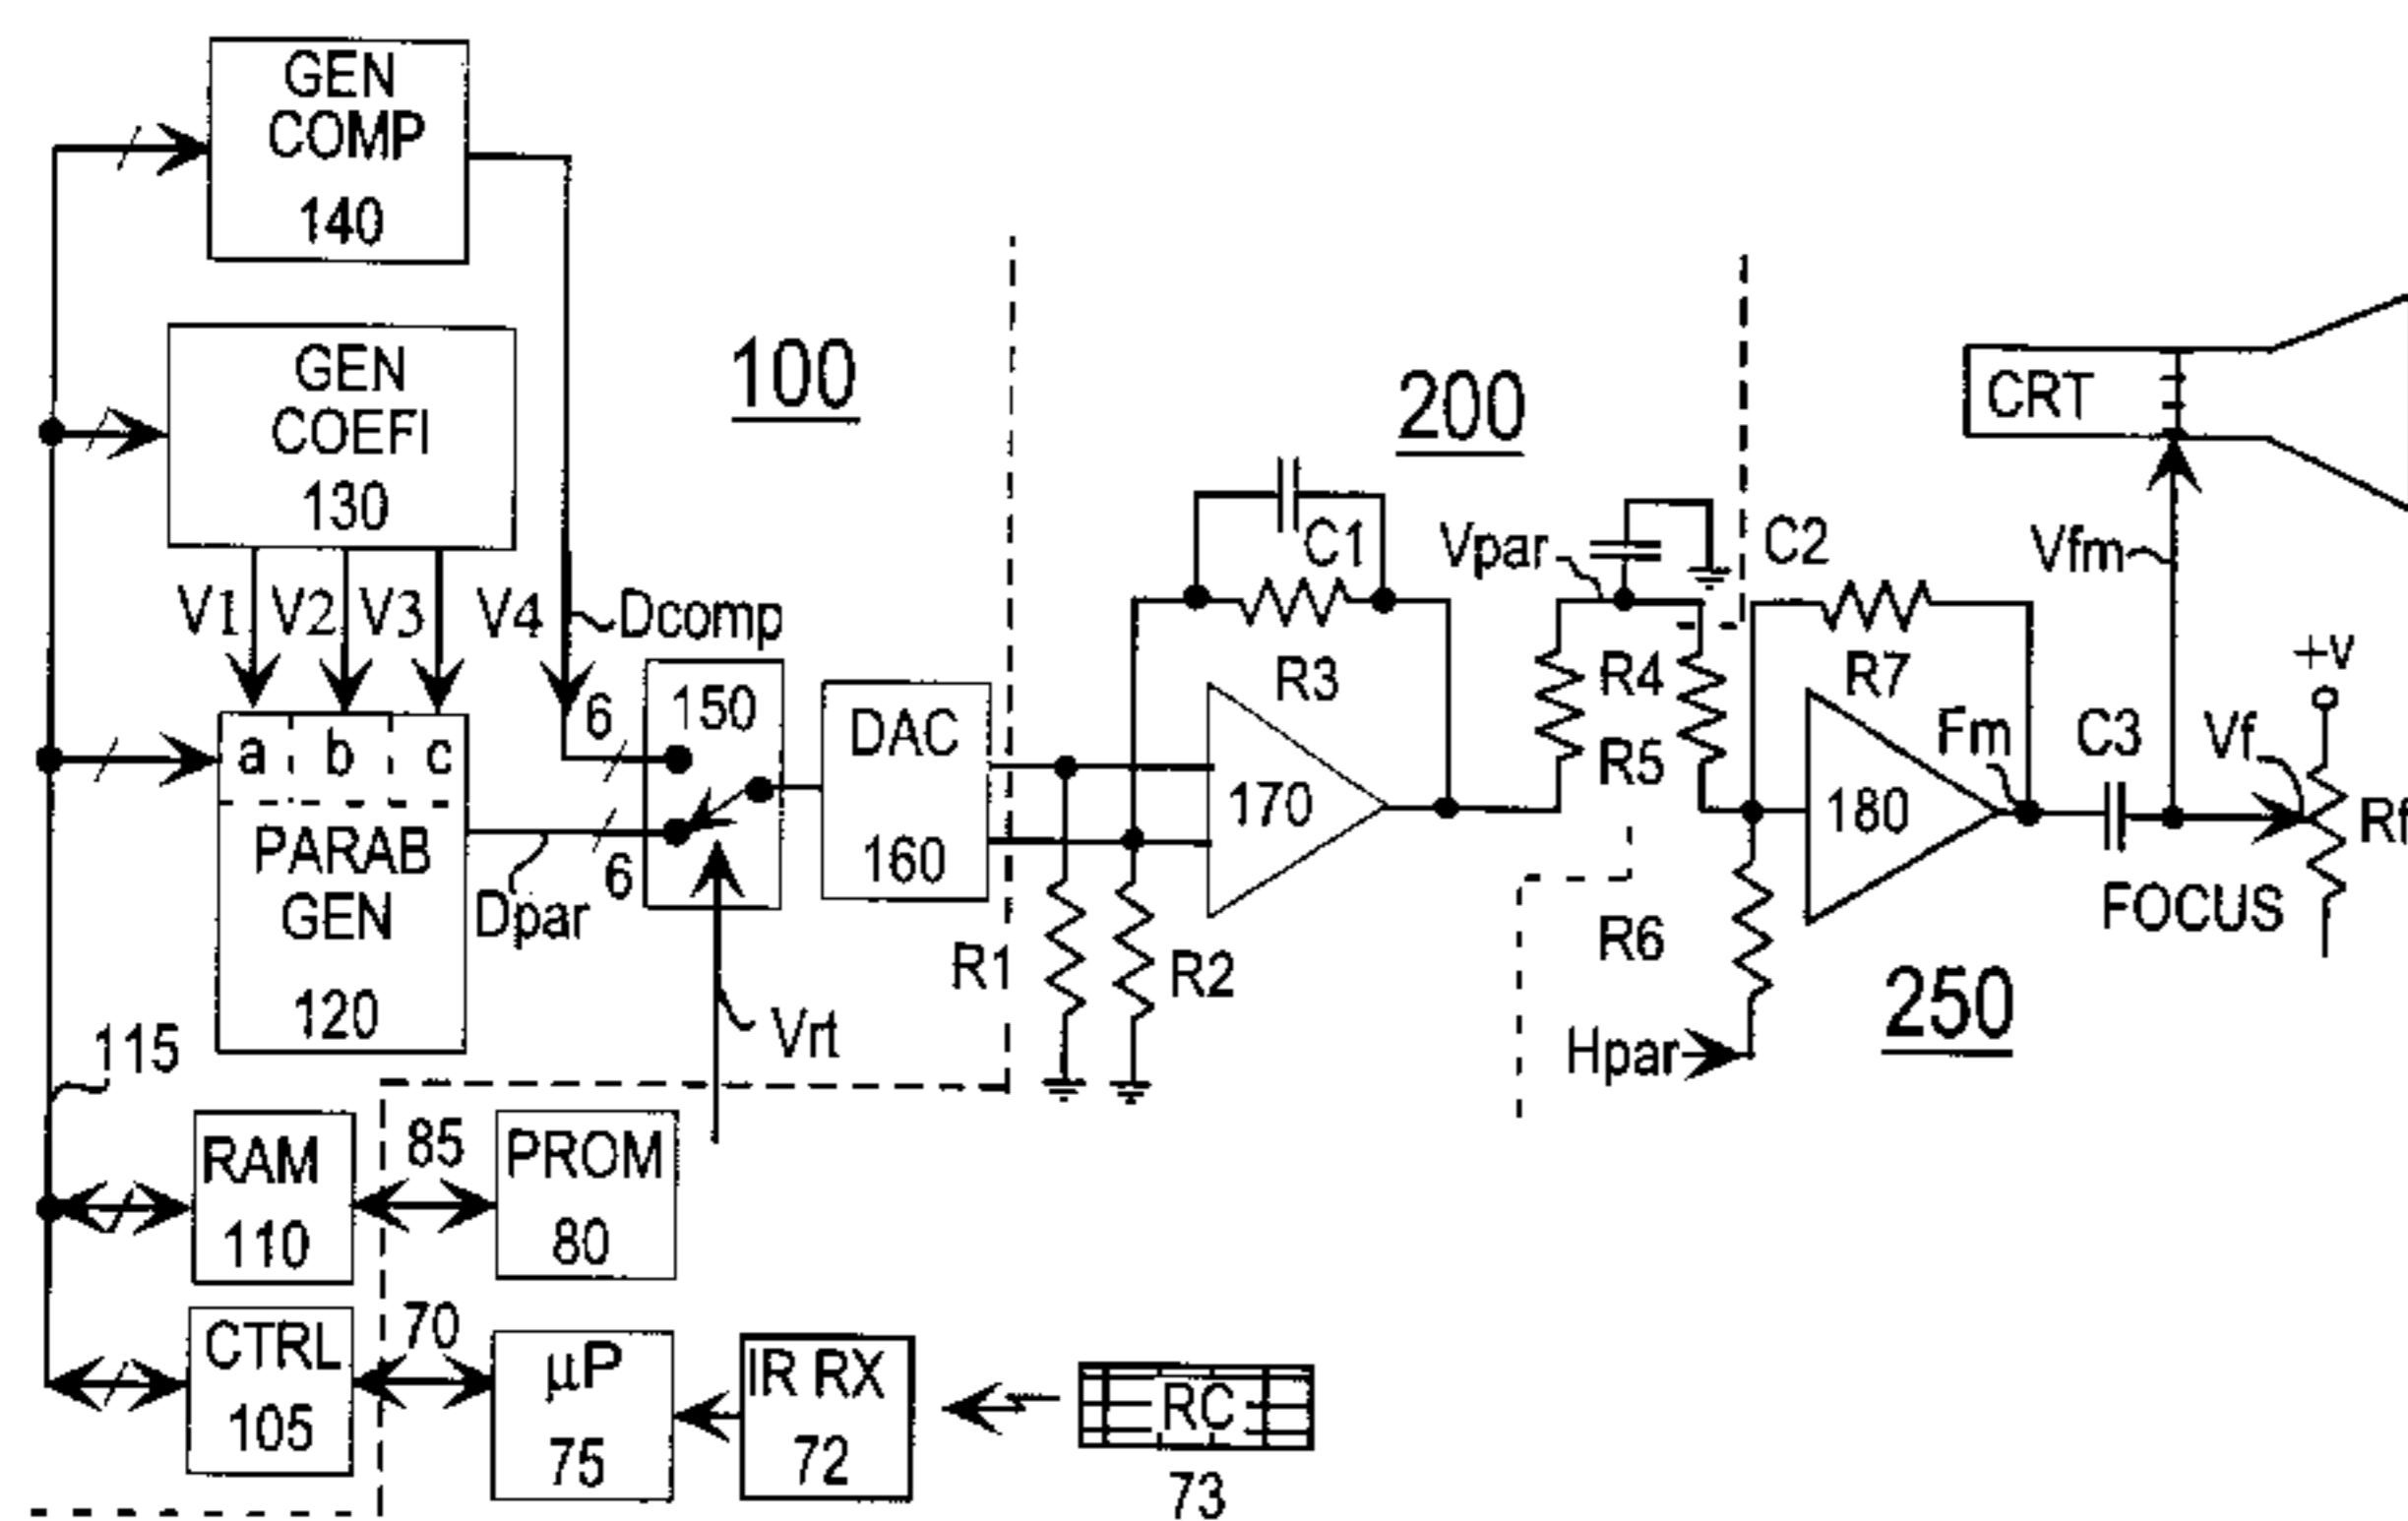 GEN
COMP
140
GEN
COEFI
130
V1
V2
V3
V4
Dcomp
100
200
C1
Vpar
C2
CRT
Vfm
6
150
DAC
160
R3
170
R4
R5
R7
180
Fm
C3
Vf
+v
Rf
FOCUS
a
b
c
PARAB
GEN
120
Dpar
6
Vrt
R1
R2
R6
Hpar
250
115
RAM
110
85
PROM
80
CTRL
105
70
µP
75
IR RX
72
RC
73